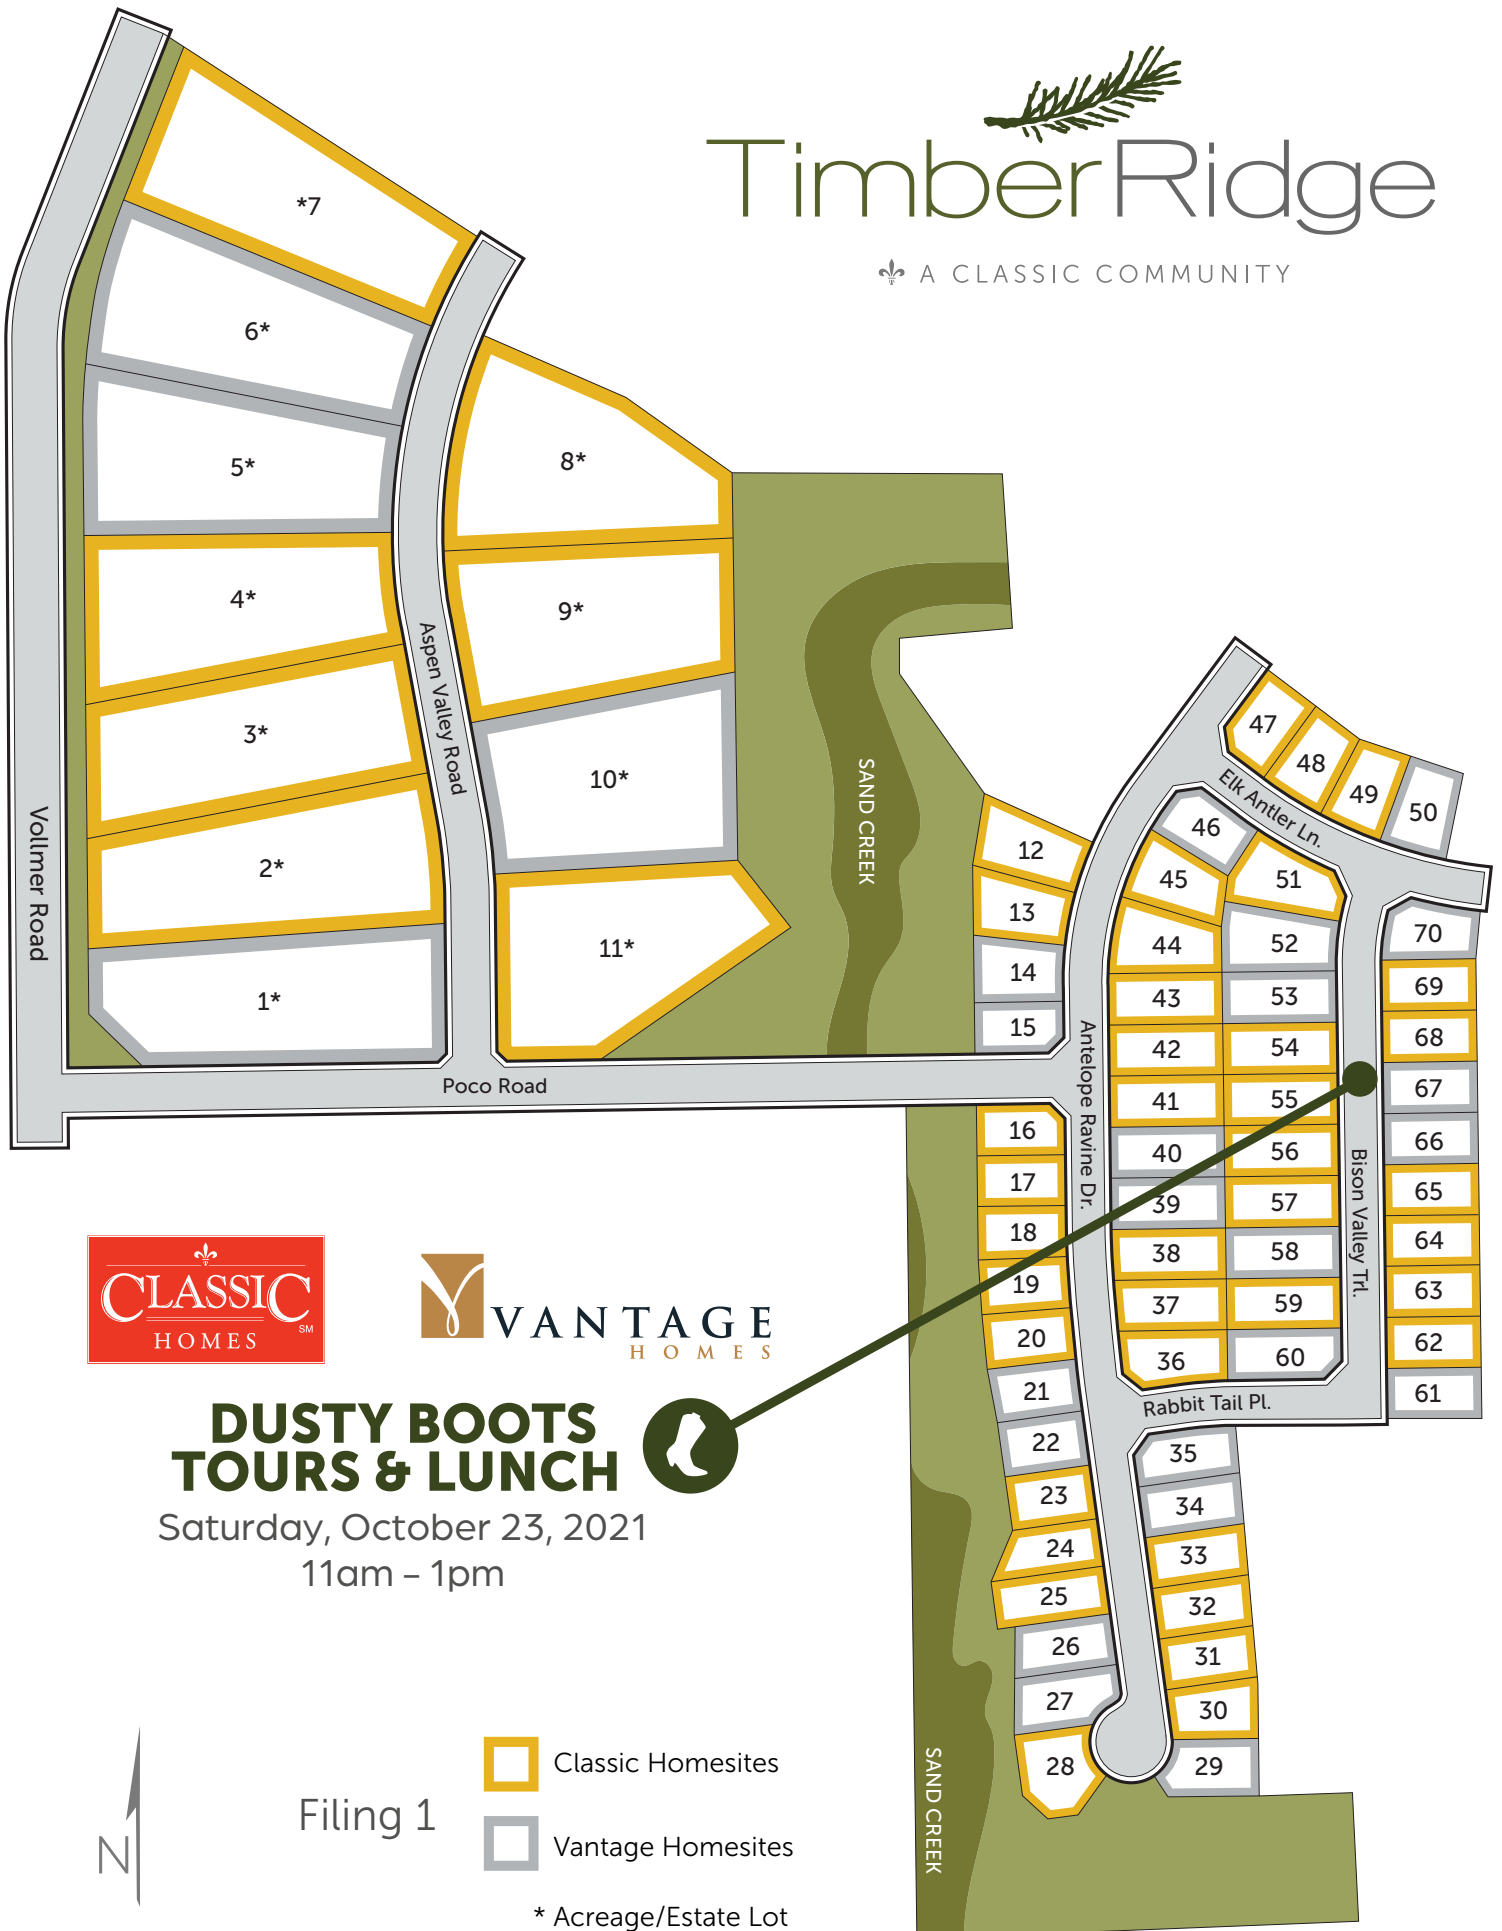 TimberRidge
A CLASSIC COMMUNITY
*7
6*
5*
4*
3*
2*
1*
8*
9*
10*
11*
Vollmer Road
Aspen Valley Road
Poco Road
SAND CREEK
12
13
14
15
16
17
18
19
20
21
22
23
24
25
26
27
28
29
30
31
32
33
34
35
36
37
38
39
40
41
42
43
44
45
46
47
48
49
50
51
52
53
54
55
56
57
58
59
60
61
62
63
64
65
66
67
68
69
70
Elk Antler Ln.
Antelope Ravine Dr.
Bison Valley Trl.
Rabbit Tail Pl.
SAND CREEK
CLASSIC
HOMES
SM
VANTAGE
HOMES
DUSTY BOOTS
TOURS & LUNCH
Saturday, October 23, 2021
11am – 1pm
N
Filing 1
Classic Homesites
Vantage Homesites
* Acreage/Estate Lot